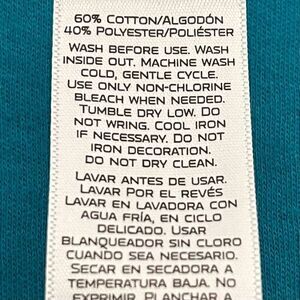 60% COTTON/ALGODÓN
40% POLYESTER/POLIÉSTER
WASH BEFORE USE. WASH
INSIDE OUT. MACHINE WASH
COLD, GENTLE CYCLE.
USE ONLY NON-CHLORINE
BLEACH WHEN NEEDED.
TUMBLE DRY LOW. DO
NOT WRING. COOL IRON
IF NECESSARY. DO NOT
IRON DECORATION.
DO NOT DRY CLEAN.
LAVAR ANTES DE USAR.
LAVAR POR EL REVÉS
LAVAR EN LAVADORA CON
AGUA FRÍA, EN CICLO
DELICADO. USAR
BLANQUEADOR SIN CLORO
CUANDO SEA NECESARIO.
SECAR EN SECADORA A
TEMPERATURA BAJA. NO
EXPRIMIR. PLANCHAR A